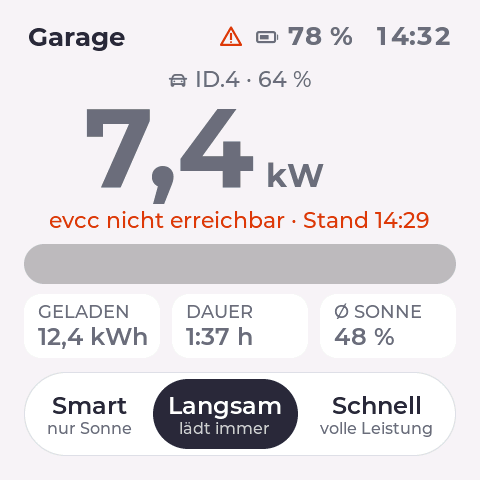 Garage 78 % 14:32
ID.4 · 64 %
7,4 kW
evcc nicht erreichbar · Stand 14:29
GELADEN DAUER Ø SONNE
12,4 kWh 1:37 h 48 %
Smart Langsam Schnell
nur Sonne lädt immer volle Leistung